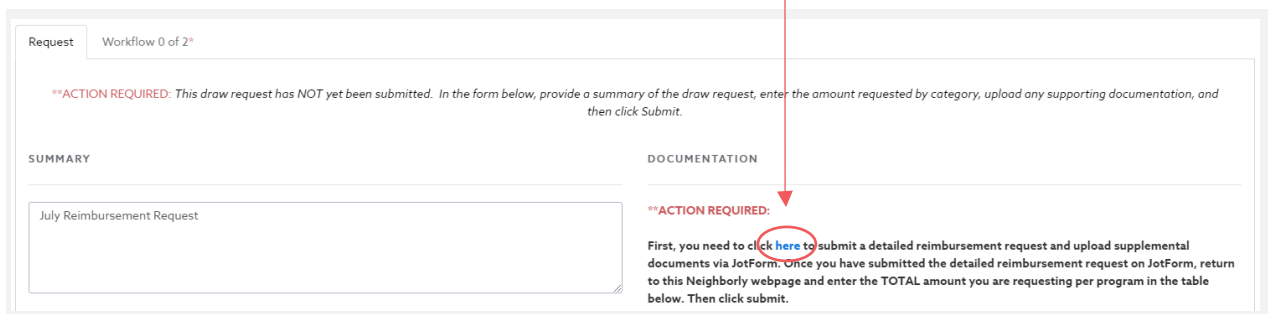 Request
Workflow 0 of 2*
**ACTION REQUIRED: This draw request has NOT yet been submitted. In the form below, provide a summary of the draw request, enter the amount requested by category, upload any supporting documentation, and
then click Submit.
SUMMARY
July Reimbursement Request
DOCUMENTATION
**ACTION REQUIRED:
First, you need to click here to submit a detailed reimbursement request and upload supplemental
documents via JotForm. Once you have submitted the detailed reimbursement request on JotForm, return
to this Neighborly webpage and enter the TOTAL amount you are requesting per program in the table
below. Then click submit.